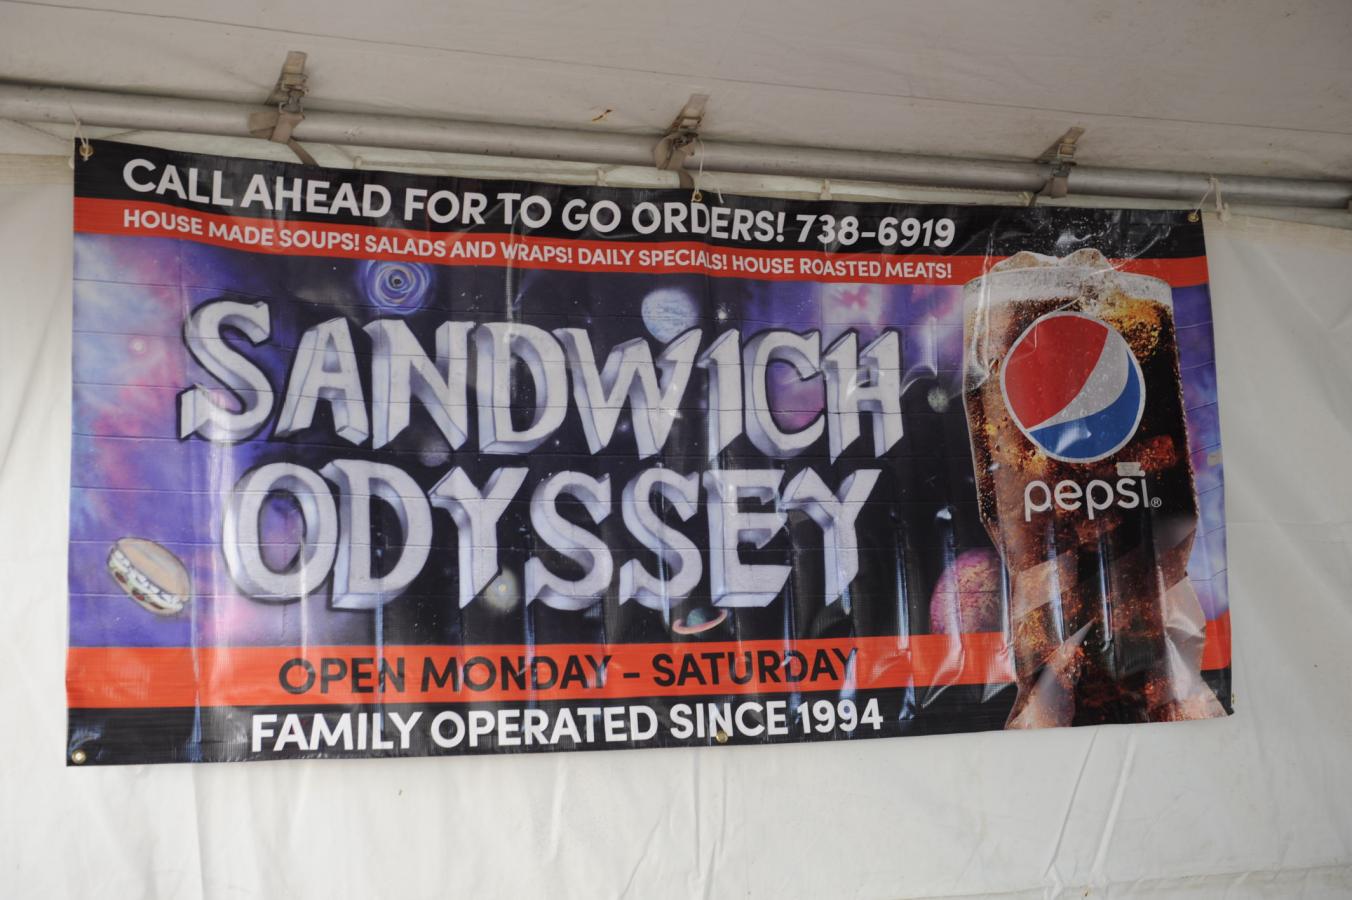 CALL AHEAD FOR TO GO ORDERS! 738-6919
HOUSE MADE SOUPS! SALADS AND WRAPS! DAILY SPECIALS! HOUSE ROASTED MEATS!
SANDWICH
ODYSSEY
pepsi®
OPEN MONDAY - SATURDAY
FAMILY OPERATED SINCE 1994